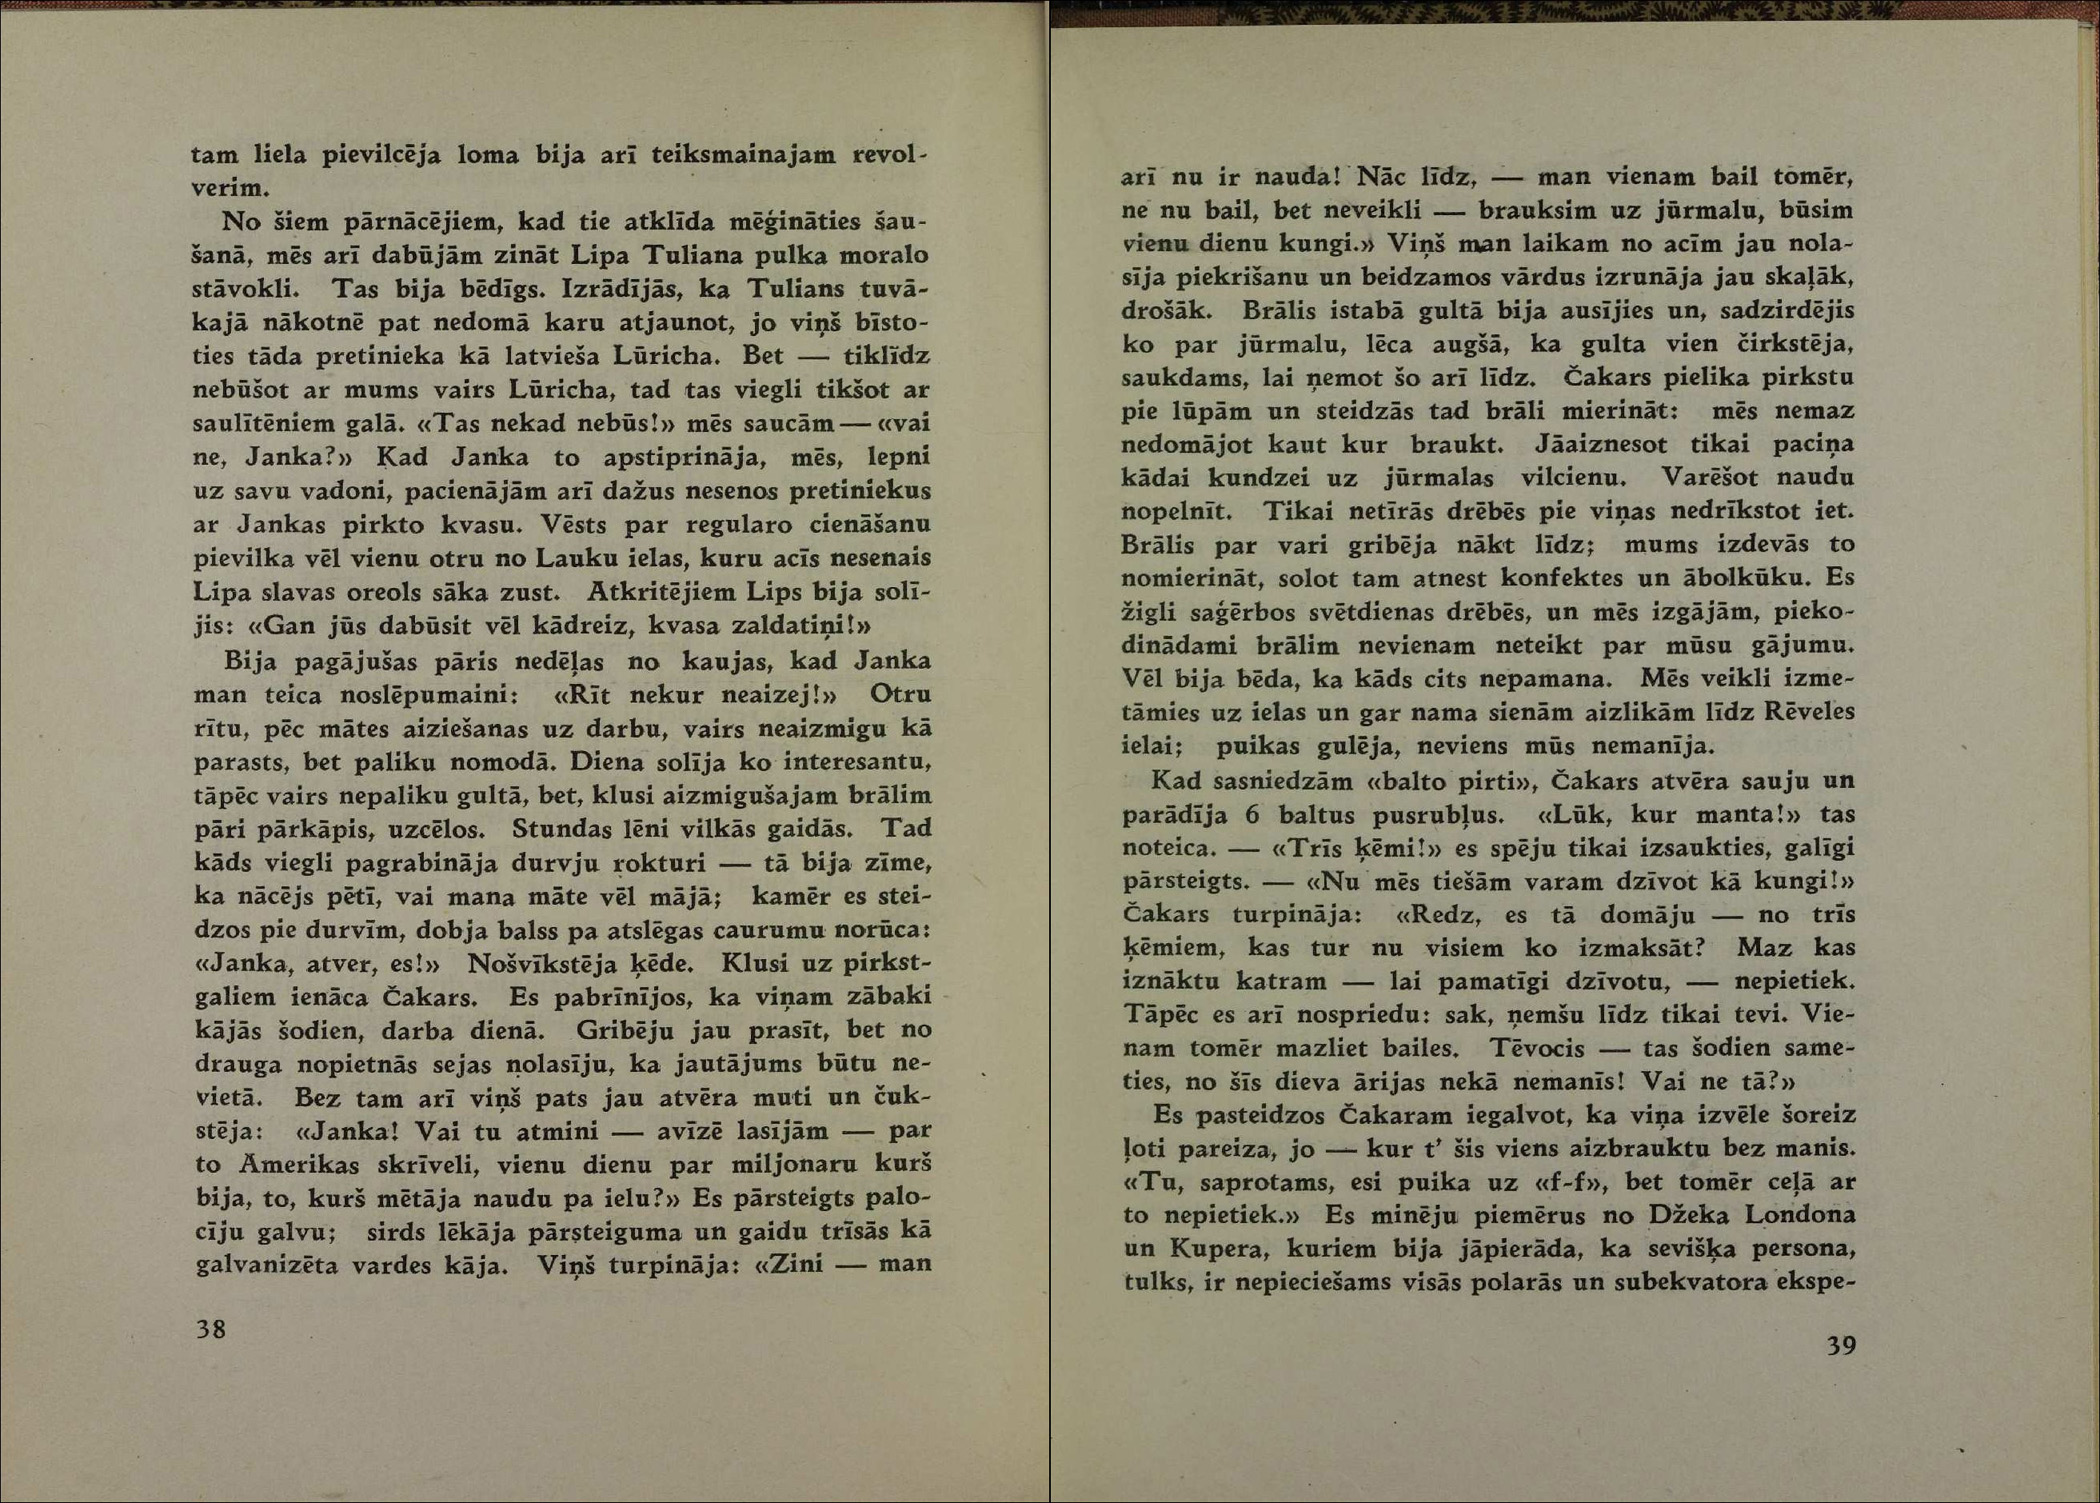 tam liela pievilcēja loma bija arī teiksmainajam revol-
verim.
No šiem pārnācējiem, kad tie atklīda mēģināties šau-
šanā, mēs arī dabūjām zināt Lipa Tuliana pulka moralo
stāvokli. Tas bija bēdīgs. Izrādījās, ka Tulians tuvā-
kajā nākotnē pat nedomā karu atjaunot, jo viņš bīsto-
ties tāda pretinieka kā latvieša Lūricha. Bet — tiklīdz
nebūšot ar mums vairs Lūricha, tad tas viegli tikšot ar
saulītēniem galā. «Tas nekad nebūs!» mēs saucām — «vai
ne, Janka?» Kad Janka to apstiprināja, mēs, lepni
uz savu vadoni, pacienājām arī dažus nesenos pretiniekus
ar Jankas pirkto kvasu. Vēsts par regularo cienāšanu
pievilka vēl vienu otru no Lauku ielas, kuru acīs nesenais
Lipa slavas oreols sāka zust. Atkritējiem Lips bija solī-
jis: «Gan jūs dabūsit vēl kādreiz, kvasa zaldatiņi!»
Bija pagājušas pāris nedēļas no kaujas, kad Janka
man teica noslēpumaini: «Rīt nekur neaizej!» Otru
rītu, pēc mātes aiziešanas uz darbu, vairs neaizmigu kā
parasts, bet paliku nomodā. Diena solīja ko interesantu,
tāpēc vairs nepaliku gultā, bet, klusi aizmigušajam brālim
pāri pārkāpis, uzcēlos. Stundas lēni vilkās gaidās. Tad
kāds viegli pagrabināja durvju rokturi — tā bija zīme,
ka nācējs pētī, vai mana māte vēl mājā; kamēr es stei-
dzos pie durvīm, dobja balss pa atslēgas caurumu norūca:
«Janka, atver, es!» Nošvīkstēja ķēde. Klusi uz pirkst-
galiem ienāca Čakars. Es pabrīnījos, ka viņam zābaki
kājās šodien, darba dienā. Gribēju jau prasīt, bet no
drauga nopietnās sejas nolasīju, ka jautājums būtu ne-
vietā. Bez tam arī viņš pats jau atvēra muti un čuk-
stēja: «Janka! Vai tu atmini — avīzē lasījām — par
to Amerikas skrīveli, vienu dienu par miljonaru kurš
bija, to, kurš mētāja naudu pa ielu?» Es pārsteigts palo-
cīju galvu; sirds lēkāja pārsteiguma un gaidu trīsās kā
galvanizēta vardes kāja. Viņš turpināja: «Zini — man
38
arī nu ir nauda! Nāc līdz, — man vienam bail tomēr,
ne nu bail, bet neveikli — brauksim uz jūrmalu, būsim
vienu dienu kungi.» Viņš man laikam no acīm jau nola-
sīja piekrišanu un beidzamos vārdus izrunāja jau skaļāk,
drošāk. Brālis istabā gultā bija ausījies un, sadzirdējis
ko par jūrmalu, lēca augšā, ka gulta vien čirkstēja,
saukdams, lai ņemot šo arī līdz. Čakars pielika pirkstu
pie lūpām un steidzās tad brāli mierināt: mēs nemaz
nedomājot kaut kur braukt. Jāaiznesot tikai paciņa
kādai kundzei uz jūrmalas vilcienu. Varēšot naudu
nopelnīt. Tikai netīrās drēbēs pie viņas nedrīkstot iet.
Brālis par vari gribēja nākt līdz; mums izdevās to
nomierināt, solot tam atnest konfektes un ābolkūku. Es
žigli saģērbos svētdienas drēbēs, un mēs izgājām, pieko-
dinādami brālim nevienam neteikt par mūsu gājumu.
Vēl bija bēda, ka kāds cits nepamana. Mēs veikli izme-
tāmies uz ielas un gar nama sienām aizlikām līdz Rēveles
ielai; puikas gulēja, neviens mūs nemanīja.
Kad sasniedzām «balto pirti», Čakars atvēra sauju un
parādīja 6 baltus pusrubļus. «Lūk, kur manta!» tas
noteica. — «Trīs ķēmi!» es spēju tikai izsaukties, galīgi
pārsteigts. — «Nu mēs tiešām varam dzīvot kā kungi!»
Čakars turpināja: «Redz, es tā domāju — no trīs
ķēmiem, kas tur nu visiem ko izmaksāt? Maz kas
iznāktu katram — lai pamatīgi dzīvotu, — nepietiek.
Tāpēc es arī nospriedu: sak, ņemšu līdz tikai tevi. Vie-
nam tomēr mazliet bailes. Tēvocis — tas šodien same-
ties, no šīs dieva ārijas nekā nemanīs! Vai ne tā?»
Es pasteidzos Čakaram iegalvot, ka viņa izvēle šoreiz
ļoti pareiza, jo — kur t’ šis viens aizbrauktu bez manis.
«Tu, saprotams, esi puika uz «f-f», bet tomēr ceļā ar
to nepietiek.» Es minēju piemērus no Džeka Londona
un Kupera, kuriem bija jāpierāda, ka sevišķa persona,
tulks, ir nepieciešams visās polarās un subekvatora ekspe-
39